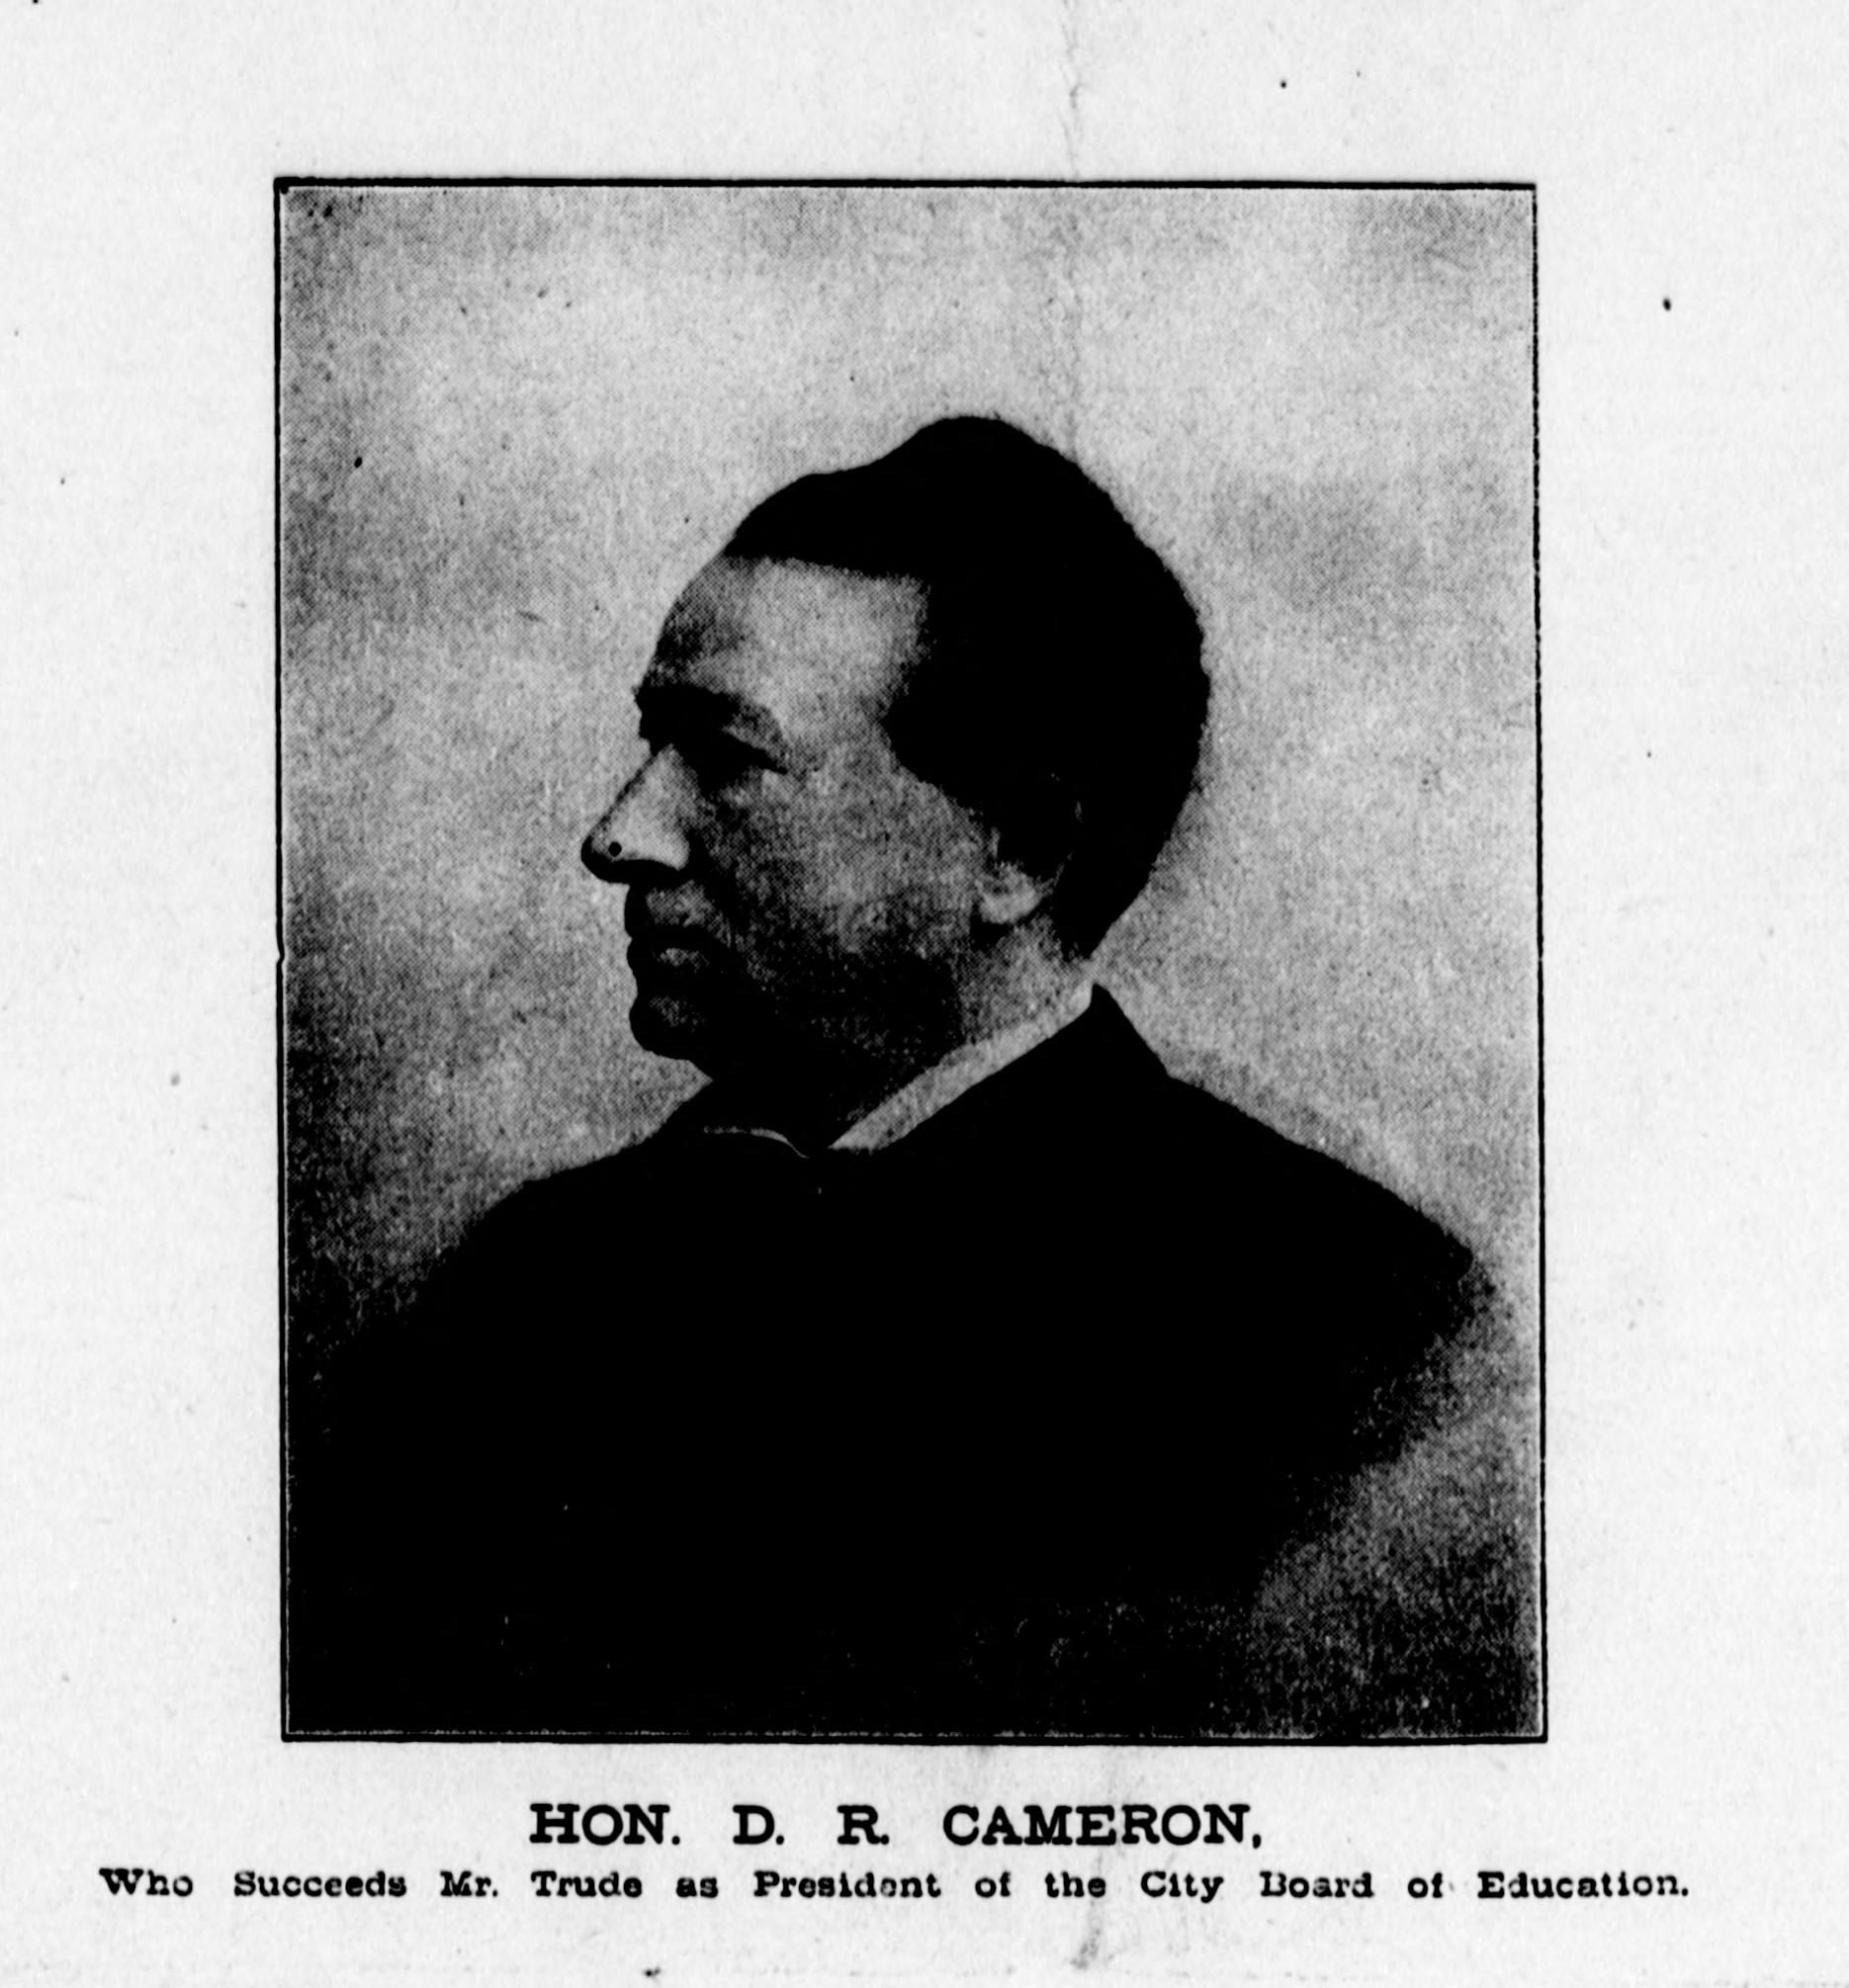 HON. D. R. CAMERON,
Who Succeeds Mr. Trude as President of the City Board of Education.